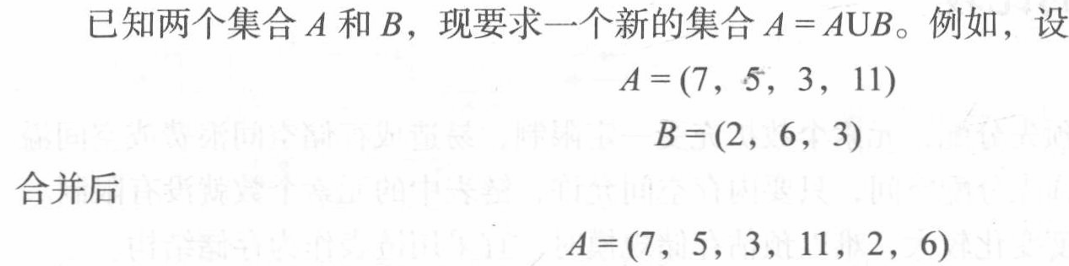 已知两个集合 A 和 B，现要求一个新的集合 A = A∪B。例如，设
A = (7，5，3，11)
B = (2，6，3)
合并后
A = (7，5，3，11，2，6)